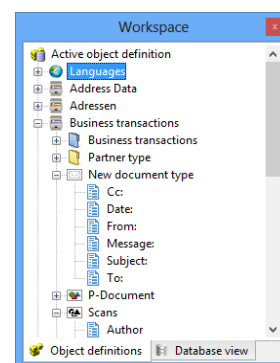 Workspace
Active object definition
Languages
Address Data
Adressen
Business transactions
Business transactions
Partner type
New document type
Cc:
Date:
From:
Message:
Subject:
To:
P-Document
Scans
Author
Object definitions
Database view